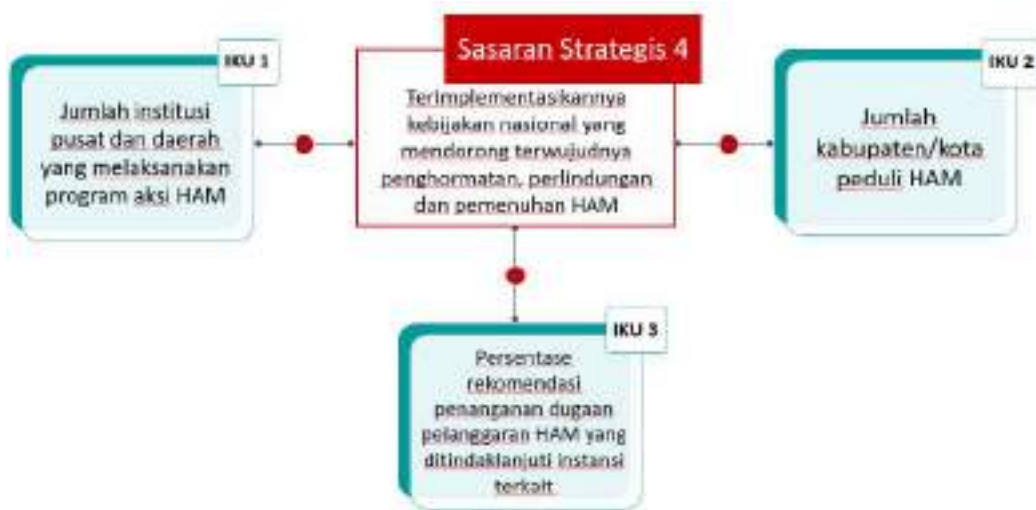 IKU 1
Jumlah institusi
pusat dan daerah
yang melaksanakan
program aksi HAM
Sasaran Strategis 4
Terimplementasikannya
kebijakan nasional yang
mendorong terwujudnya
penghormatan, perlindungan
dan pemenuhan HAM
IKU 2
Jumlah
kabupaten/kota
peduli HAM
IKU 3
Persentase
rekomendasi
penanganan dugaan
pelanggaran HAM yang
ditindaklanjuti instansi
terkait